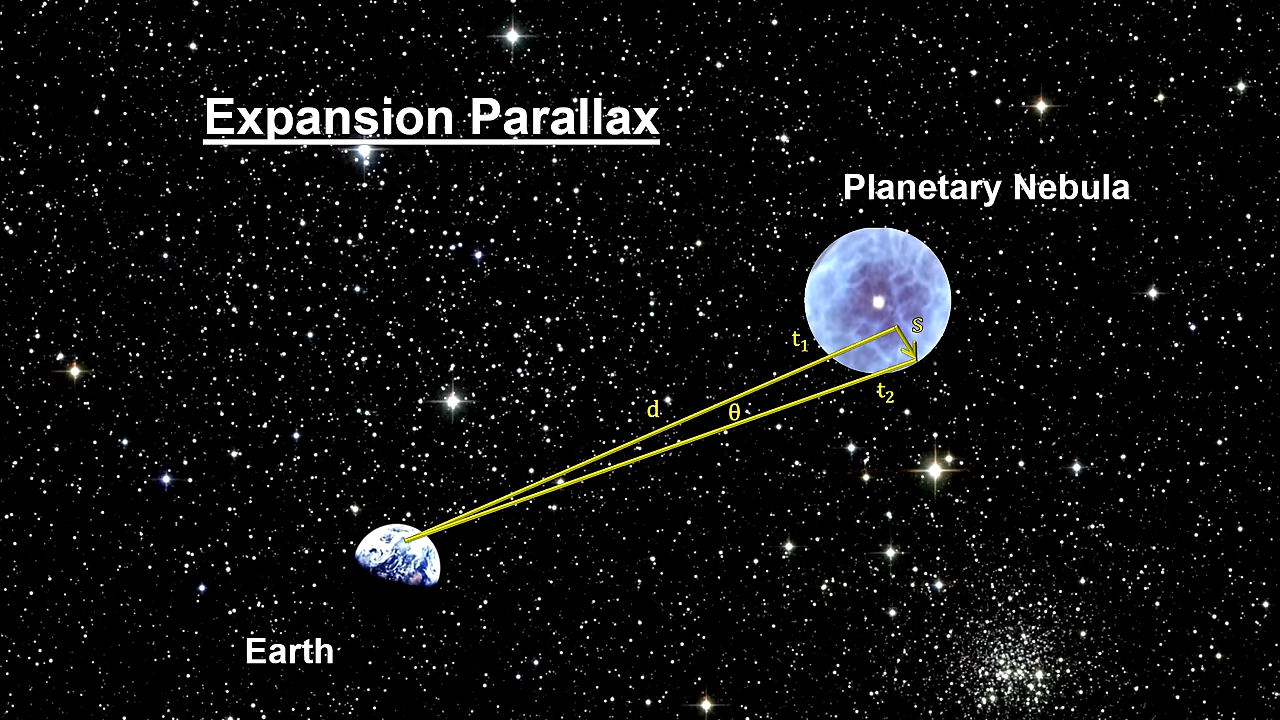 Expansion Parallax
Planetary Nebula
s
t₁
t₂
d
θ
Earth